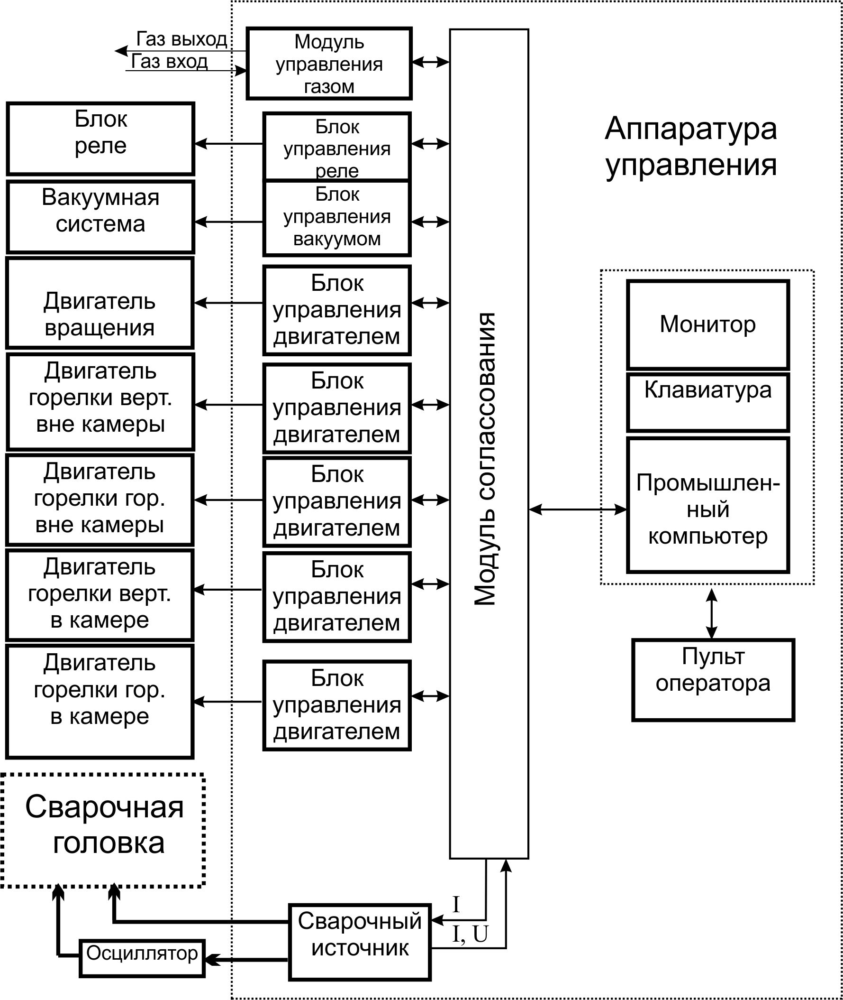 Газ выход
Газ вход
Модуль
управления
газом
Блок
реле
Блок
управления
реле
Аппаратура
управления
Вакуумная
система
Блок
управления
вакуумом
Двигатель
вращения
Блок
управления
двигателем
Монитор
Двигатель
горелки верт.
вне камеры
Блок
управления
двигателем
Клавиатура
Модуль соглассования
Двигатель
горелки гор.
вне камеры
Блок
управления
двигателем
Промышлен-
ный
компьютер
Двигатель
горелки верт.
в камере
Блок
управления
двигателем
Пульт
оператора
Двигатель
горелки гор.
в камере
Блок
управления
двигателем
Сварочная
головка
I
I, U
Сварочный
источник
Осциллятор